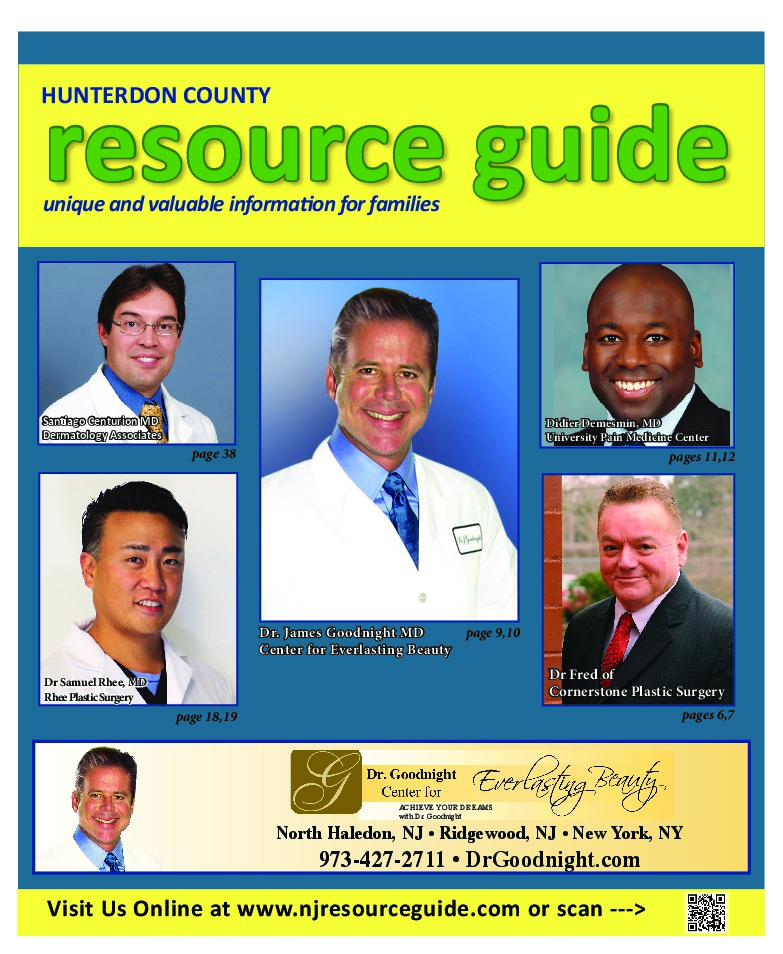 HUNTERDON COUNTY
resource guide
unique and valuable information for families
Santiago Centurion MD
Dermatology Associates
page 38
Dr. James Goodnight MD
Center for Everlasting Beauty
page 9,10
Didier Demesmin, MD
University Pain Medicine Center
pages 11,12
Dr Samuel Rhee, MD
Rhee Plastic Surgery
page 18,19
Dr Fred of
Cornerstone Plastic Surgery
pages 6,7
G
Dr. Goodnight
Center for
Everlasting Beauty
ACHIEVE YOUR DREAMS
with Dr Goodnight
North Haledon, NJ • Ridgewood, NJ • New York, NY
973-427-2711 • DrGoodnight.com
Visit Us Online at www.njresourceguide.com or scan --->